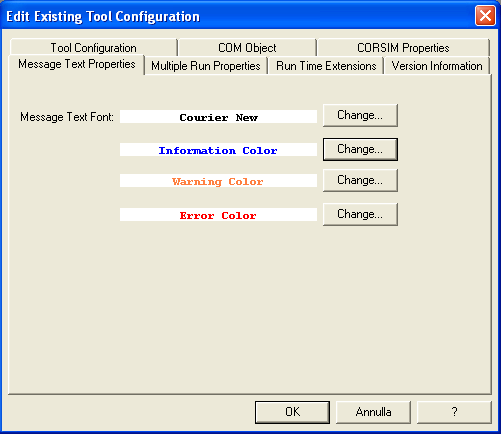 Edit Existing Tool Configuration
Tool Configuration COM Object CORSIM Properties
Message Text Properties Multiple Run Properties Run Time Extensions Version Information
Message Text Font: Courier New Change...
Information Color Change...
Warning Color Change...
Error Color Change...
OK Annulla ?